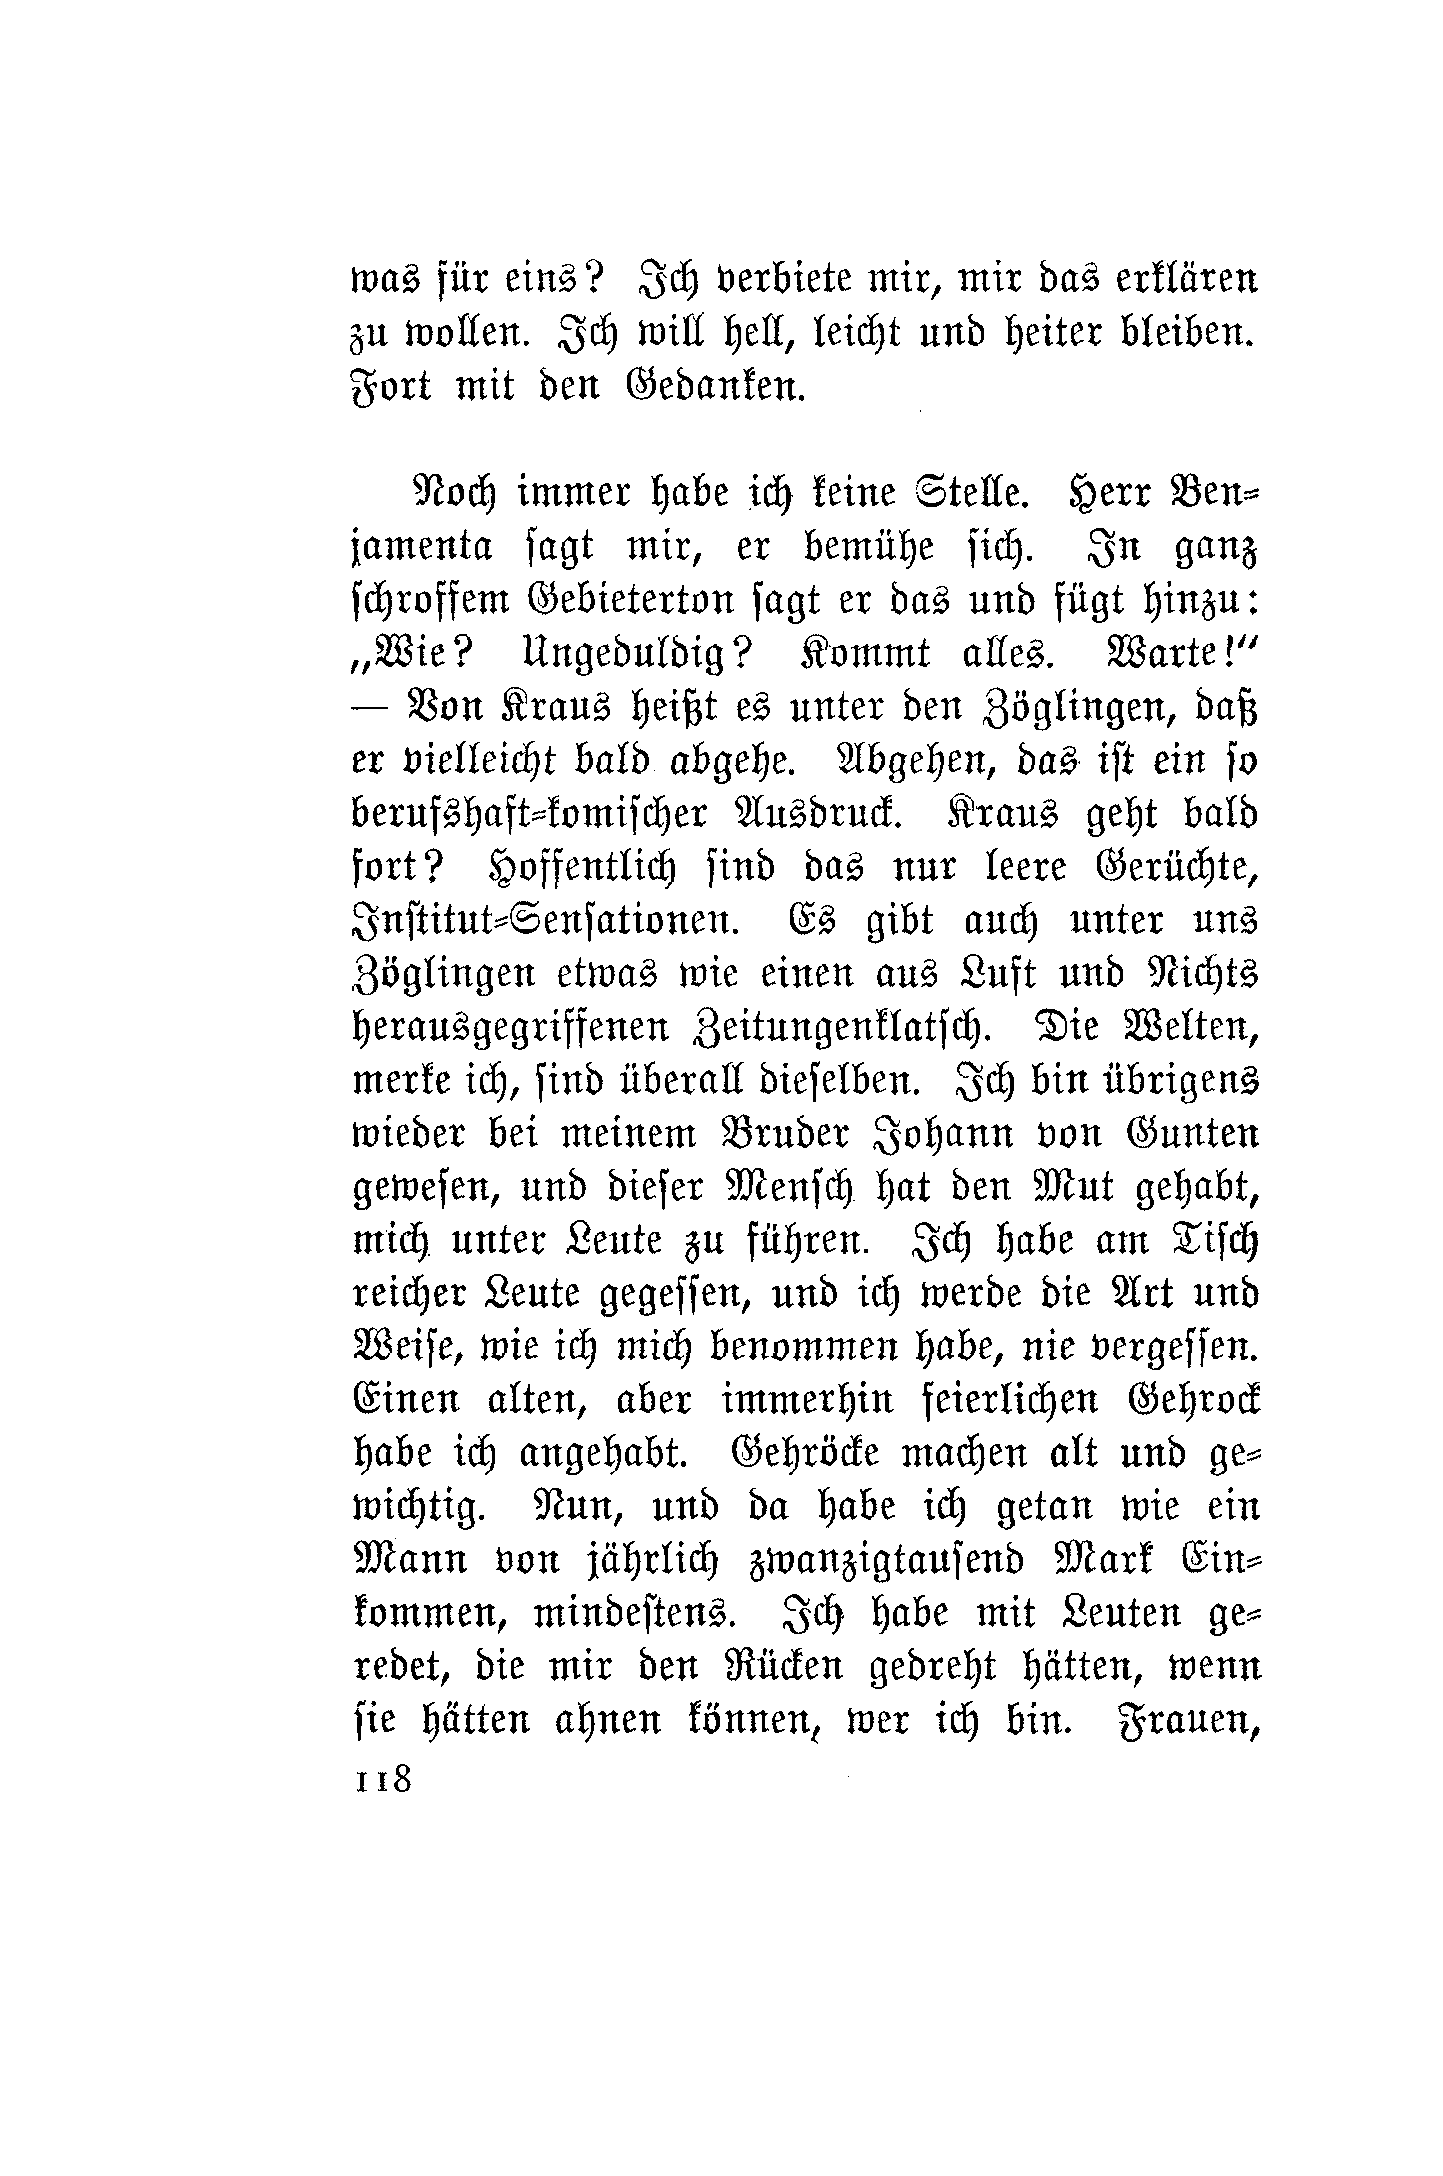 was für eins? Ich verbiete mir, mir das erklären
zu wollen. Ich will hell, leicht und heiter bleiben.
Fort mit den Gedanken.
Noch immer habe ich keine Stelle. Herr Ben-
jamenta sagt mir, er bemühe sich. In ganz
schroffem Gebieterton sagt er das und fügt hinzu:
„Wie? Ungeduldig? Kommt alles. Warte!“
— Von Kraus heißt es unter den Zöglingen, daß
er vielleicht bald abgehe. Abgehen, das ist ein so
berufshaft-komischer Ausdruck. Kraus geht bald
fort? Hoffentlich sind das nur leere Gerüchte,
Institut-Sensationen. Es gibt auch unter uns
Zöglingen etwas wie einen aus Luft und Nichts
herausgegriffenen Zeitungenklatsch. Die Welten,
merke ich, sind überall dieselben. Ich bin übrigens
wieder bei meinem Bruder Johann von Gunten
gewesen, und dieser Mensch hat den Mut gehabt,
mich unter Leute zu führen. Ich habe am Tisch
reicher Leute gegessen, und ich werde die Art und
Weise, wie ich mich benommen habe, nie vergessen.
Einen alten, aber immerhin feierlichen Gehrock
habe ich angehabt. Gehröcke machen alt und ge-
wichtig. Nun, und da habe ich getan wie ein
Mann von jährlich zwanzigtausend Mark Ein-
kommen, mindestens. Ich habe mit Leuten ge-
redet, die mir den Rücken gedreht hätten, wenn
sie hätten ahnen können, wer ich bin. Frauen,
118